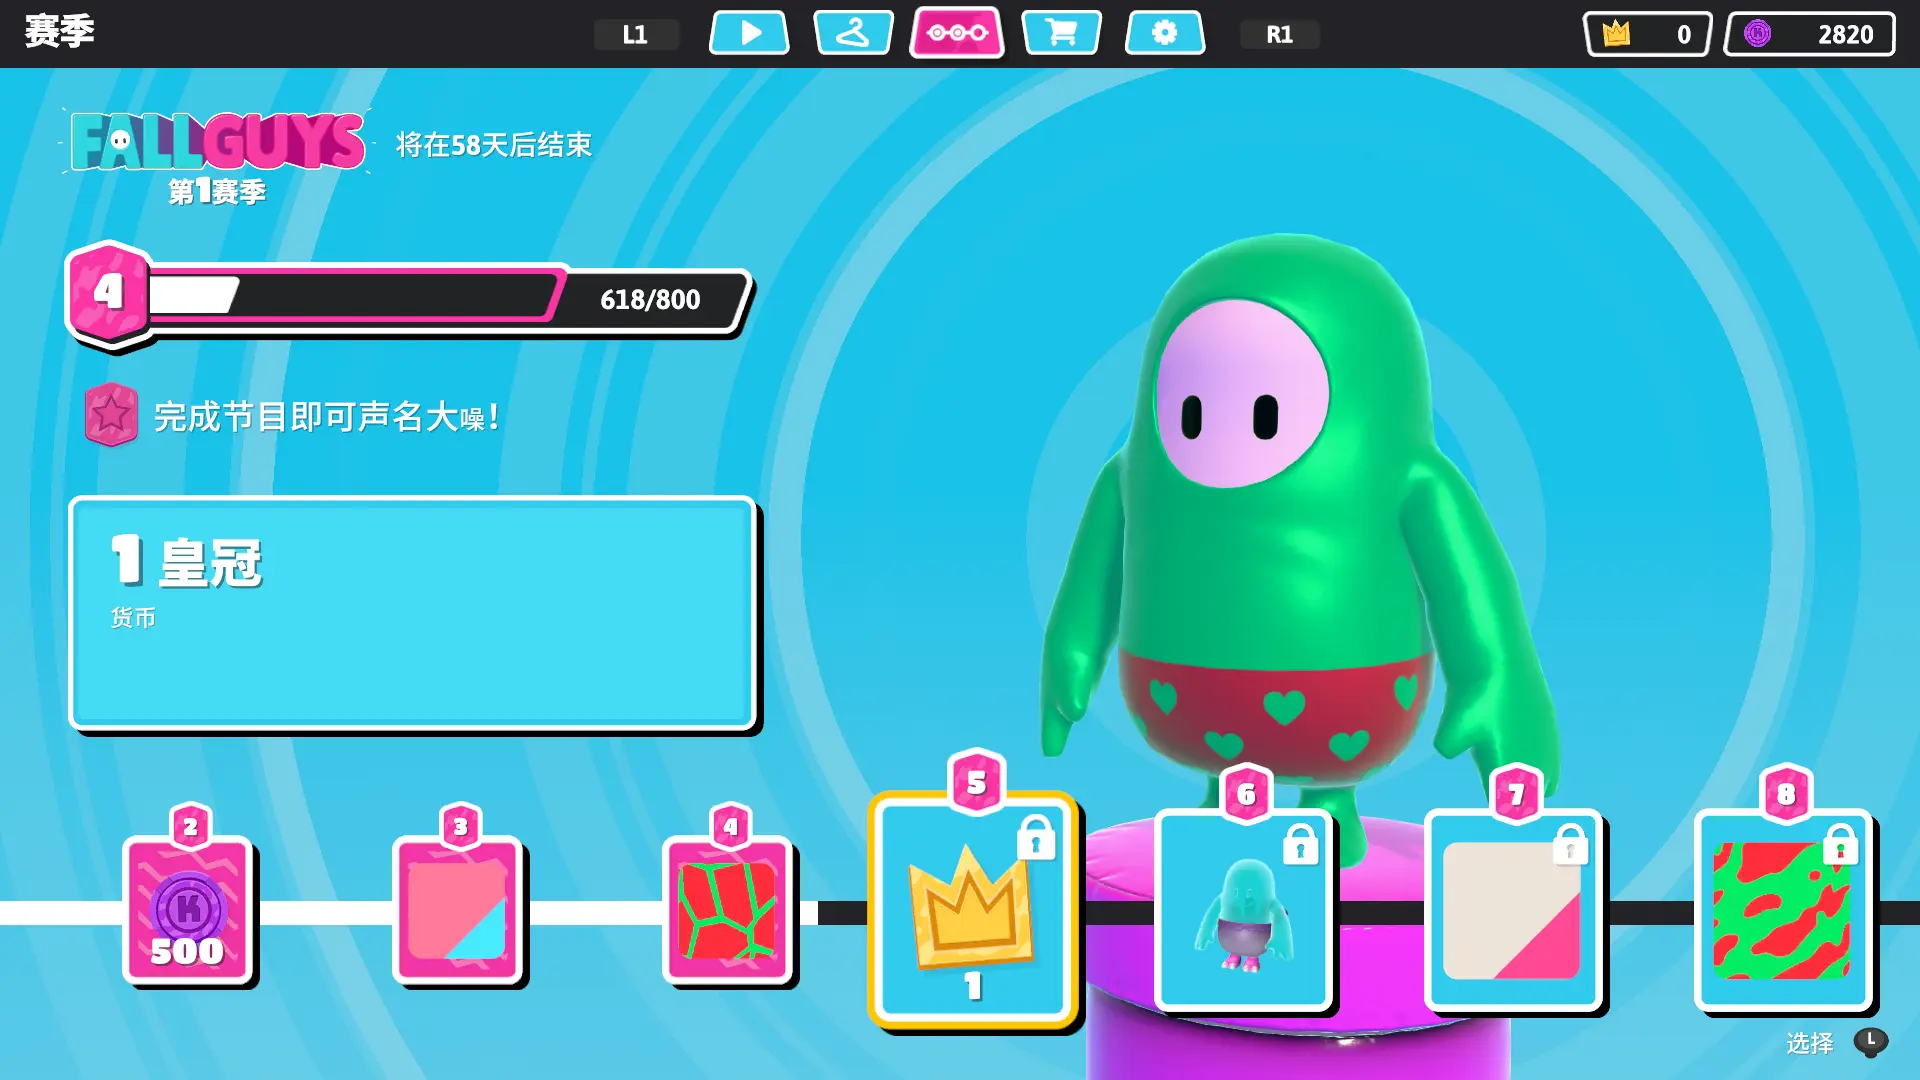 赛季
L1
R1
0
2820
FALL GUYS
第1赛季
将在58天后结束
4
618/800
完成节目即可声名大噪！
1 皇冠
货币
2
3
4
5
6
7
8
K
500
1
选择
L